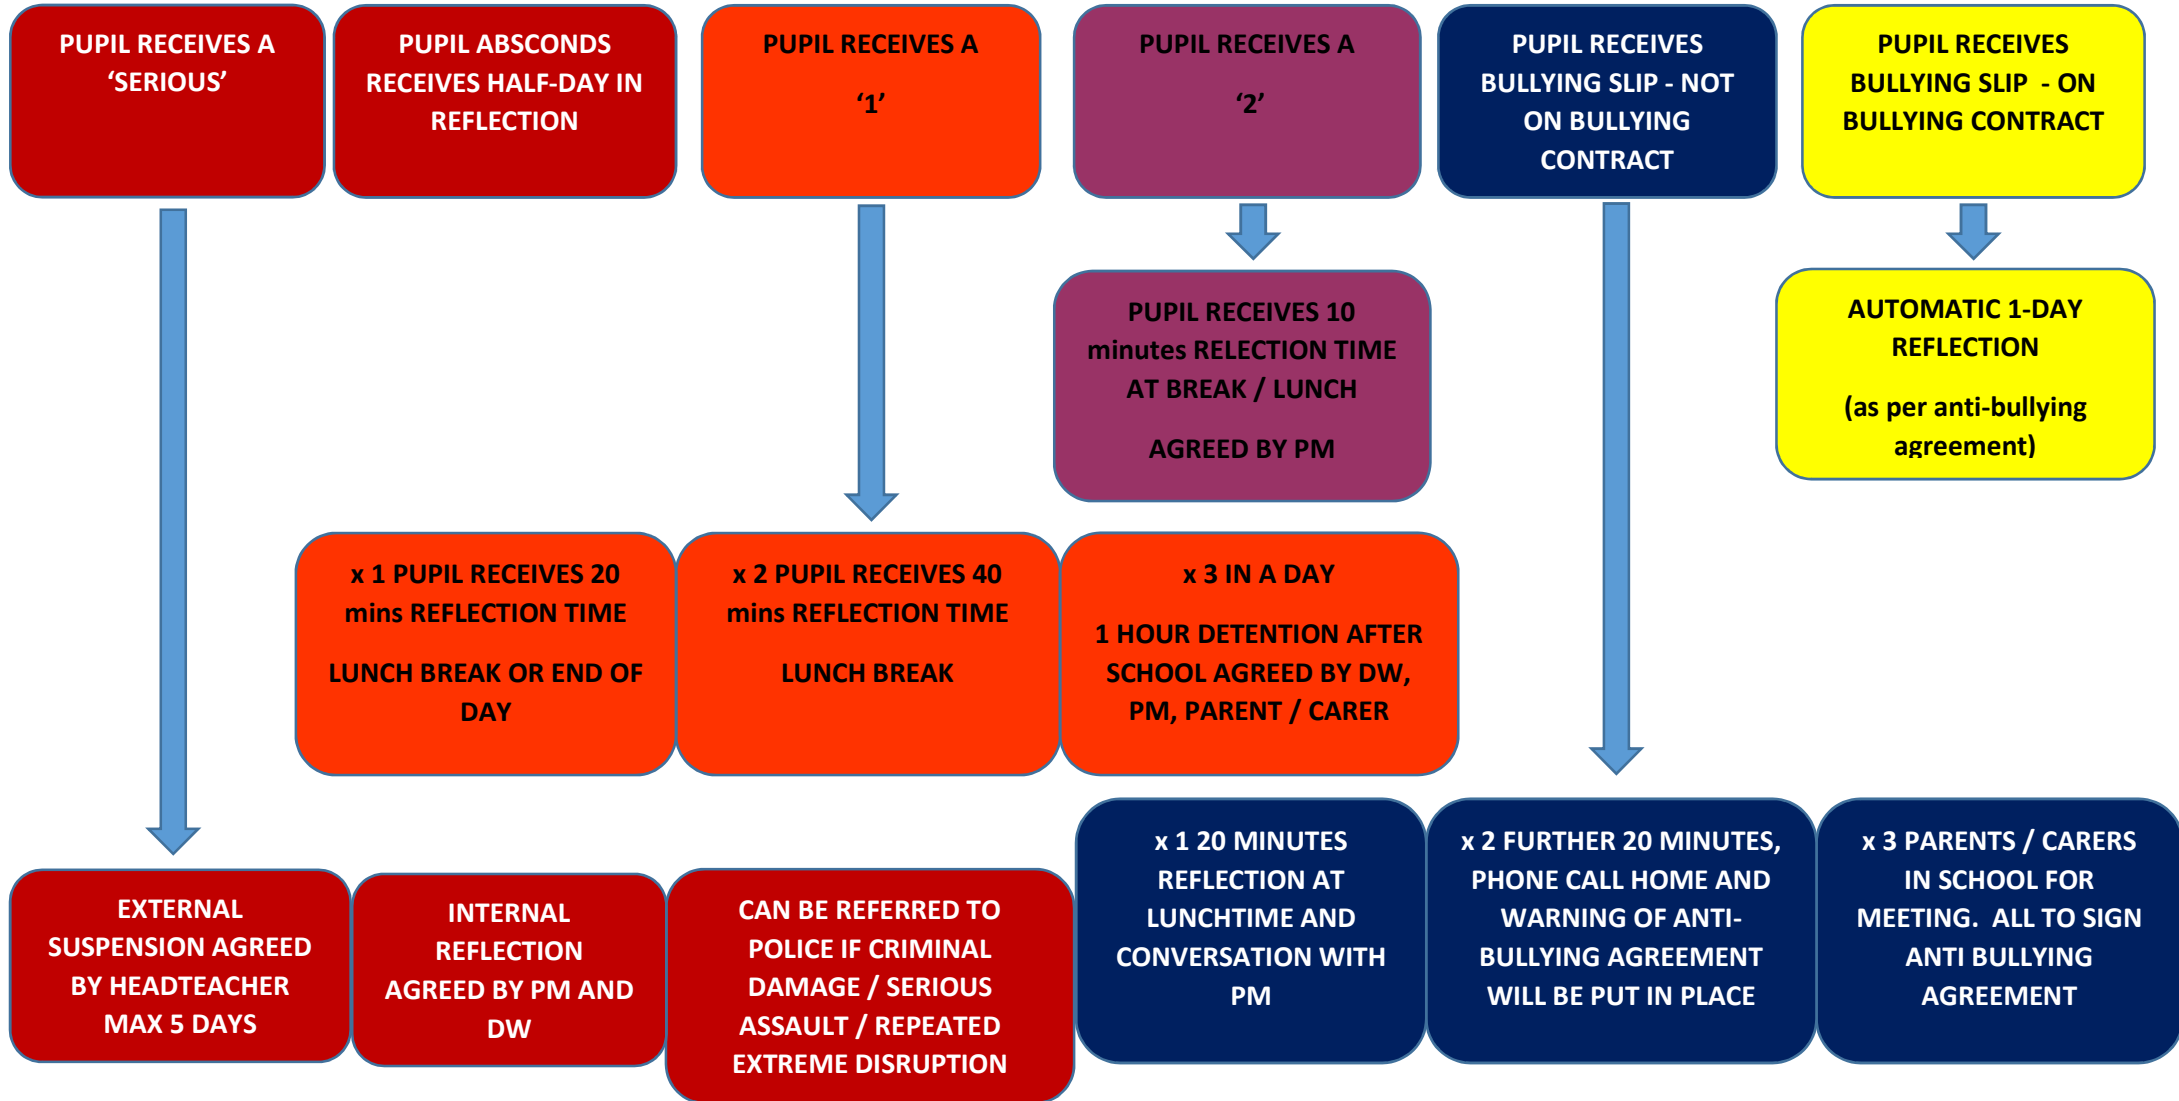 PUPIL RECEIVES A
‘SERIOUS’
PUPIL ABSCONDS
RECEIVES HALF-DAY IN
REFLECTION
PUPIL RECEIVES A
‘1’
PUPIL RECEIVES A
‘2’
PUPIL RECEIVES
BULLYING SLIP - NOT
ON BULLYING
CONTRACT
PUPIL RECEIVES
BULLYING SLIP  - ON
BULLYING CONTRACT
PUPIL RECEIVES 10
minutes RELECTION TIME
AT BREAK / LUNCH
AGREED BY PM
AUTOMATIC 1-DAY
REFLECTION
(as per anti-bullying
agreement)
x 1 PUPIL RECEIVES 20
mins REFLECTION TIME
LUNCH BREAK OR END OF
DAY
x 2 PUPIL RECEIVES 40
mins REFLECTION TIME
LUNCH BREAK
x 3 IN A DAY
1 HOUR DETENTION AFTER
SCHOOL AGREED BY DW,
PM, PARENT / CARER
EXTERNAL
SUSPENSION AGREED
BY HEADTEACHER
MAX 5 DAYS
INTERNAL
REFLECTION
AGREED BY PM AND
DW
CAN BE REFERRED TO
POLICE IF CRIMINAL
DAMAGE / SERIOUS
ASSAULT / REPEATED
EXTREME DISRUPTION
x 1 20 MINUTES
REFLECTION AT
LUNCHTIME AND
CONVERSATION WITH
PM
x 2 FURTHER 20 MINUTES,
PHONE CALL HOME AND
WARNING OF ANTI-
BULLYING AGREEMENT
WILL BE PUT IN PLACE
x 3 PARENTS / CARERS
IN SCHOOL FOR
MEETING.  ALL TO SIGN
ANTI BULLYING
AGREEMENT